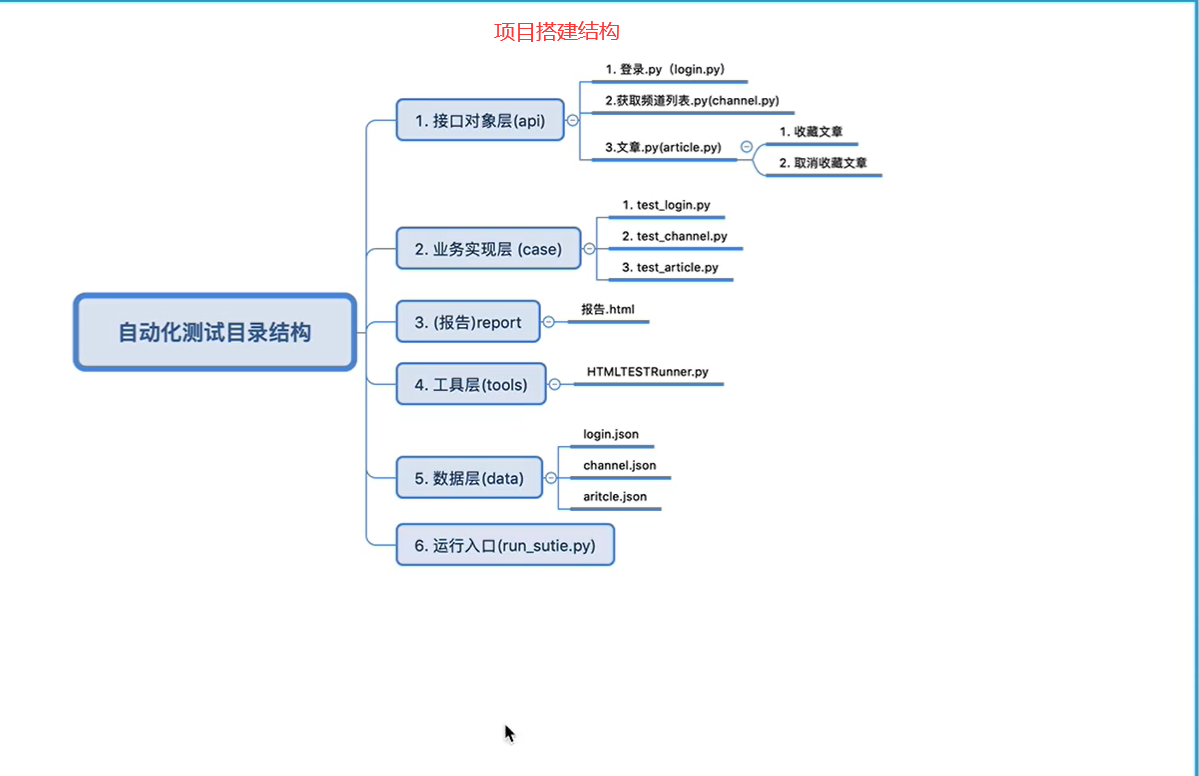 项目搭建结构
自动化测试目录结构
1. 接口对象层(api)
1. 登录.py（login.py)
2.获取频道列表.py(channel.py)
3.文章.py(article.py)
1. 收藏文章
2. 取消收藏文章
2. 业务实现层 (case)
1. test_login.py
2. test_channel.py
3. test_article.py
3. (报告)report
报告.html
4. 工具层(tools)
HTMLTESTRunner.py
5. 数据层(data)
login.json
channel.json
aritcle.json
6. 运行入口(run_sutie.py)